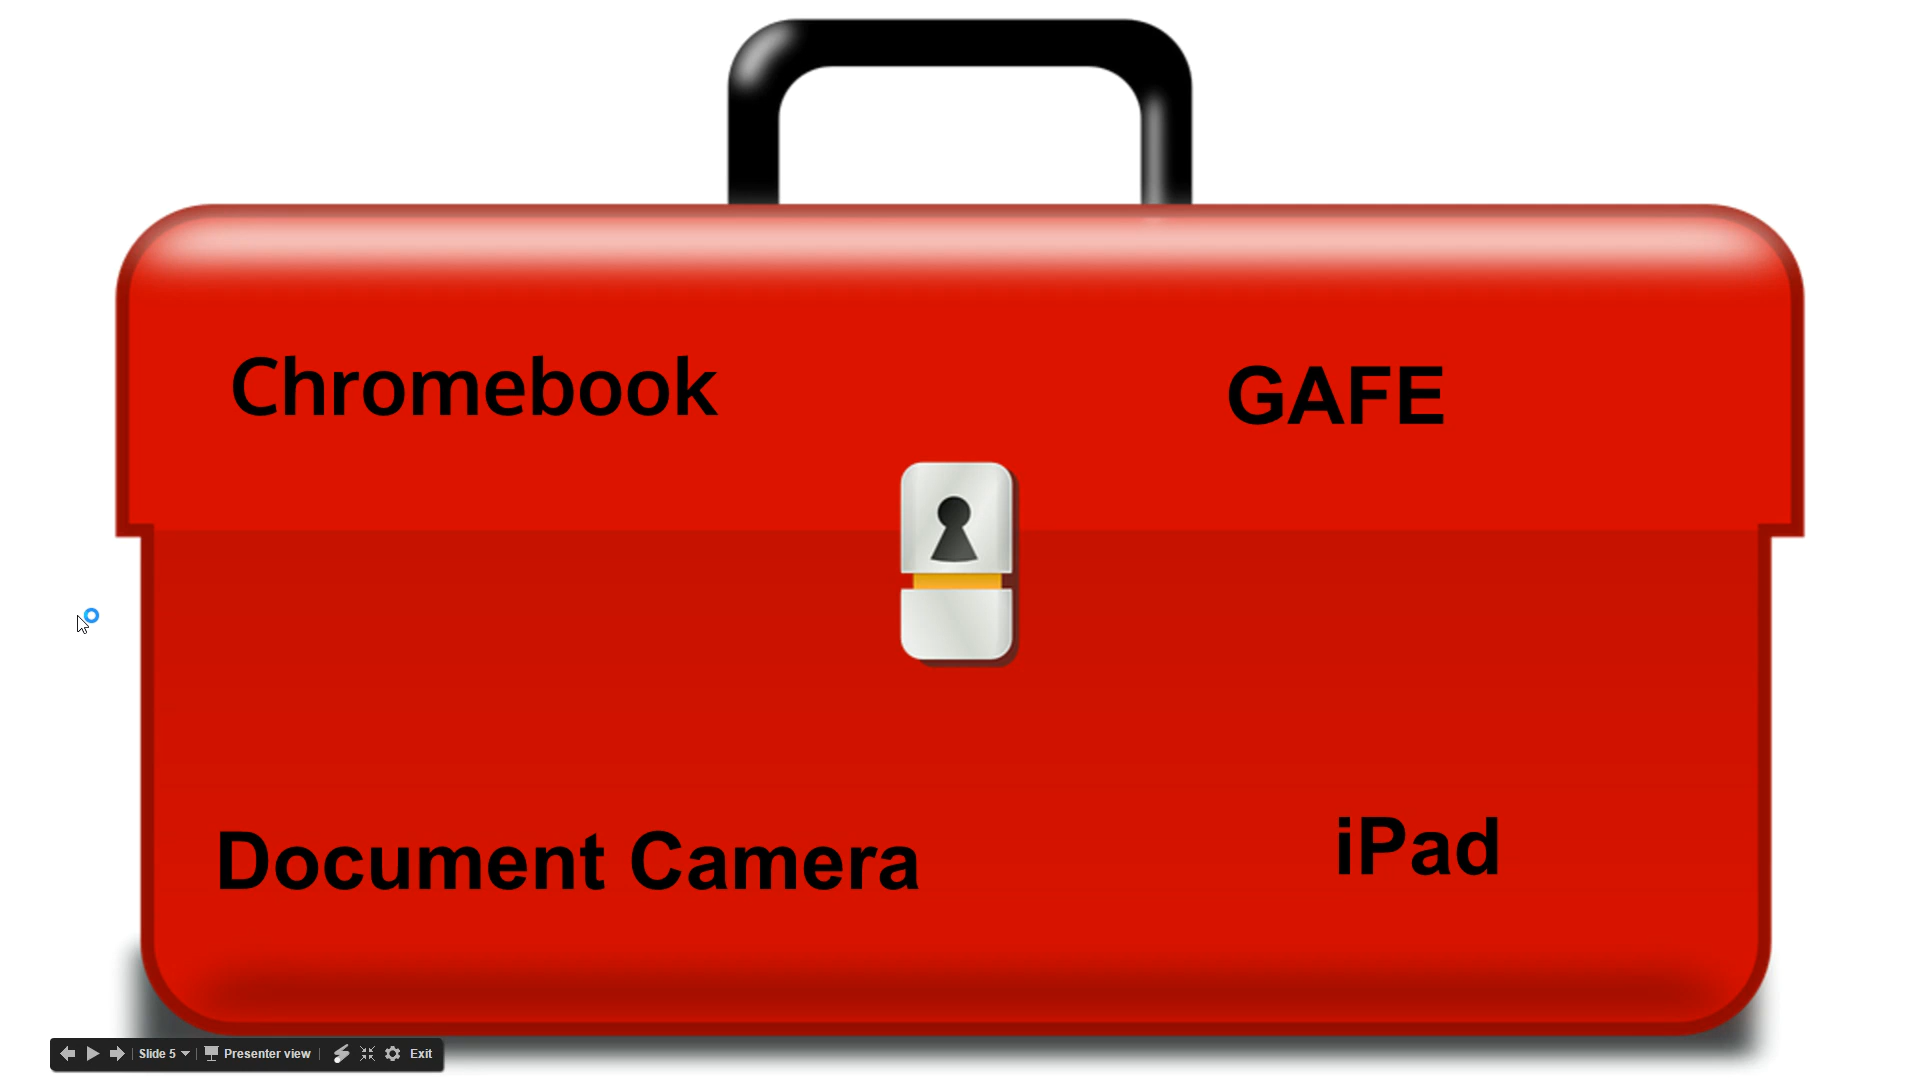 Chromebook
GAFE
Document Camera
iPad
Slide 5
Presenter view
Exit